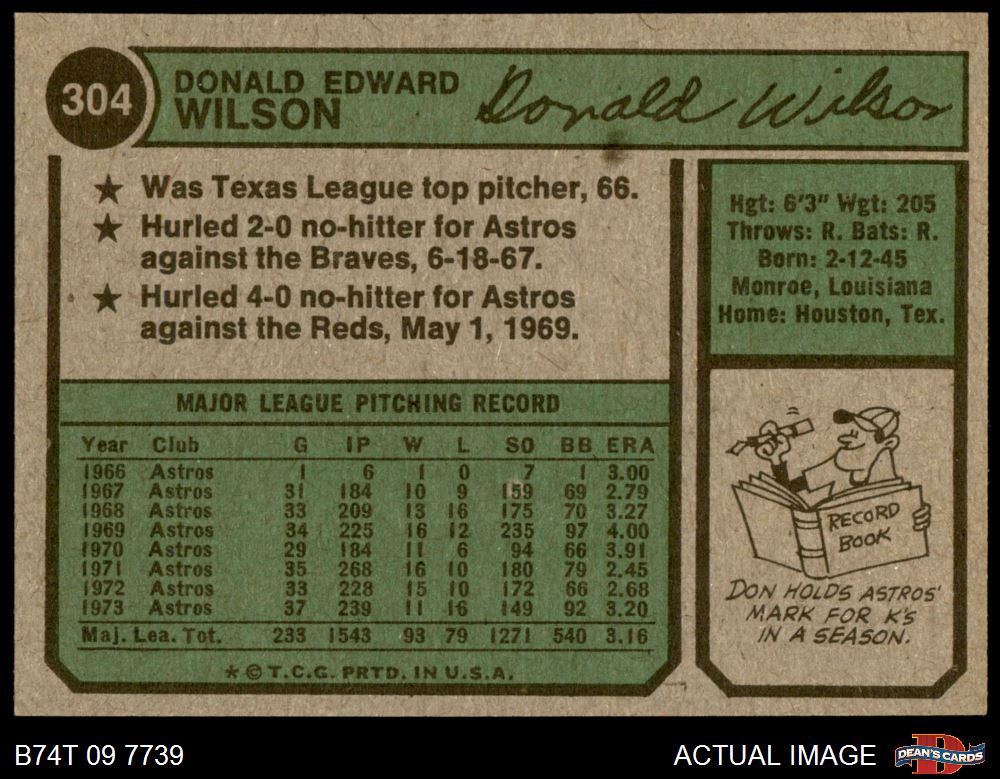 304
DONALD EDWARD
WILSON
Donald Wilson
★ Was Texas League top pitcher, 66.
★ Hurled 2-0 no-hitter for Astros
against the Braves, 6-18-67.
★ Hurled 4-0 no-hitter for Astros
against the Reds, May 1, 1969.
Hgt: 6'3" Wgt: 205
Throws: R. Bats: R.
Born: 2-12-45
Monroe, Louisiana
Home: Houston, Tex.
MAJOR LEAGUE PITCHING RECORD
Year Club G IP W L SO BB ERA
1966 Astros 1 6 1 0 7 1 3.00
1967 Astros 31 184 10 9 159 69 2.79
1968 Astros 33 209 13 16 175 70 3.27
1969 Astros 34 225 16 12 235 97 4.00
1970 Astros 29 184 11 6 94 66 3.91
1971 Astros 35 268 16 10 180 79 2.45
1972 Astros 33 228 15 10 172 66 2.68
1973 Astros 37 239 11 16 149 92 3.20
Maj. Lea. Tot. 233 1543 93 79 1271 540 3.16
* © T.C.G. PRTD. IN U.S.A.
RECORD
BOOK
DON HOLDS ASTROS'
MARK FOR K'S
IN A SEASON.
B74T 09 7739
ACTUAL IMAGE
D
DEAN'S CARDS